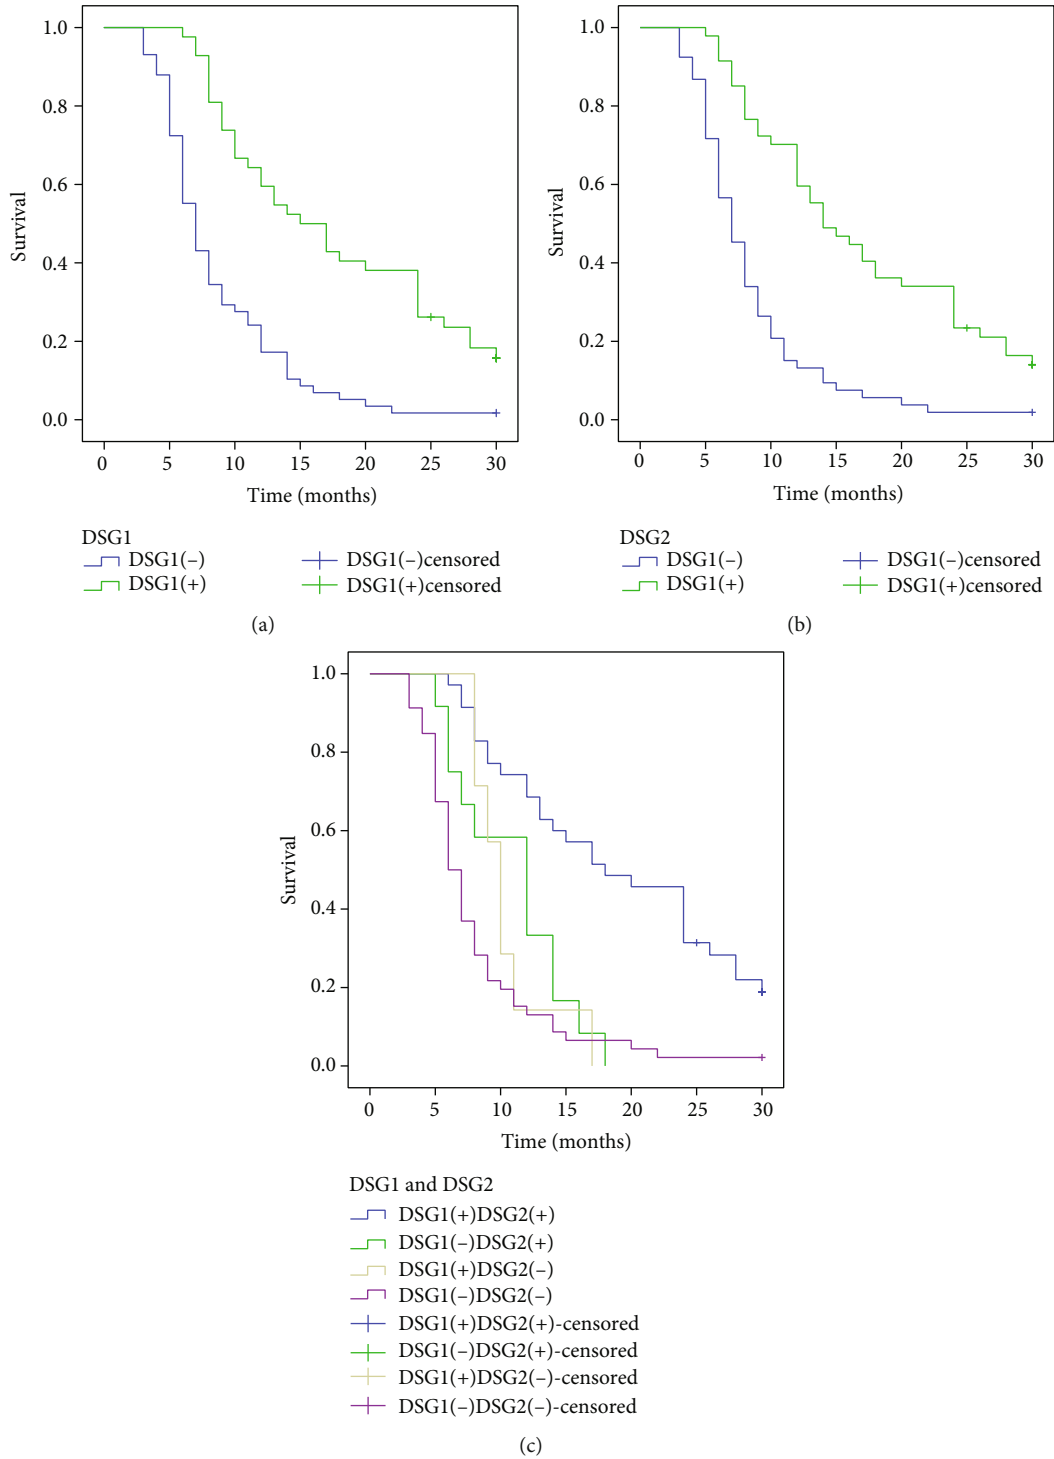 1.0
0.8
0.6
0.4
0.2
0.0
Survival
0 5 10 15 20 25 30
Time (months)
DSG1
DSG1(–)
DSG1(+)
DSG1(–)censored
DSG1(+)censored
(a)
1.0
0.8
0.6
0.4
0.2
0.0
Survival
0 5 10 15 20 25 30
Time (months)
DSG2
DSG1(–)
DSG1(+)
DSG1(–)censored
DSG1(+)censored
(b)
1.0
0.8
0.6
0.4
0.2
0.0
Survival
0 5 10 15 20 25 30
Time (months)
DSG1 and DSG2
DSG1(+)DSG2(+)
DSG1(–)DSG2(+)
DSG1(+)DSG2(–)
DSG1(–)DSG2(–)
DSG1(+)DSG2(+)-censored
DSG1(–)DSG2(+)-censored
DSG1(+)DSG2(–)-censored
DSG1(–)DSG2(–)-censored
(c)